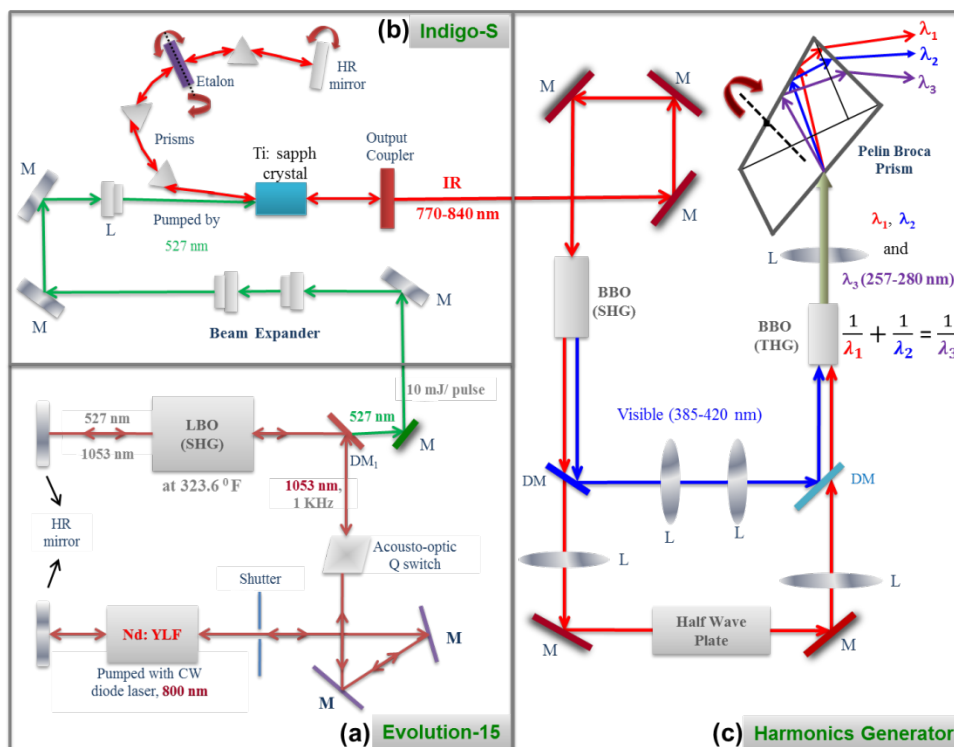 (b) Indigo-S
Etalon
HR
mirror
Prisms
Ti: sapph
crystal
Output
Coupler
IR
770-840 nm
M
L
Pumped by
527 nm
M
M
Beam Expander
10 mJ/ pulse
527 nm
1053 nm
LBO
(SHG)
at 323.6 ⁰ F
527 nm
M
DM₁
1053 nm,
1 KHz
HR
mirror
Acousto-optic
Q switch
Shutter
Nd: YLF
M
M
Pumped with CW
diode laser, 800 nm
(a) Evolution-15
M
M
M
λ₁
λ₂
λ₃
Pelin Broca
Prism
L
λ₁, λ₂
and
λ₃ (257-280 nm)
BBO
(SHG)
BBO
(THG)
1/λ₁ + 1/λ₂ = 1/λ₃
Visible (385-420 nm)
DM
DM
L
L
L
L
M
Half Wave
Plate
M
(c) Harmonics Generator